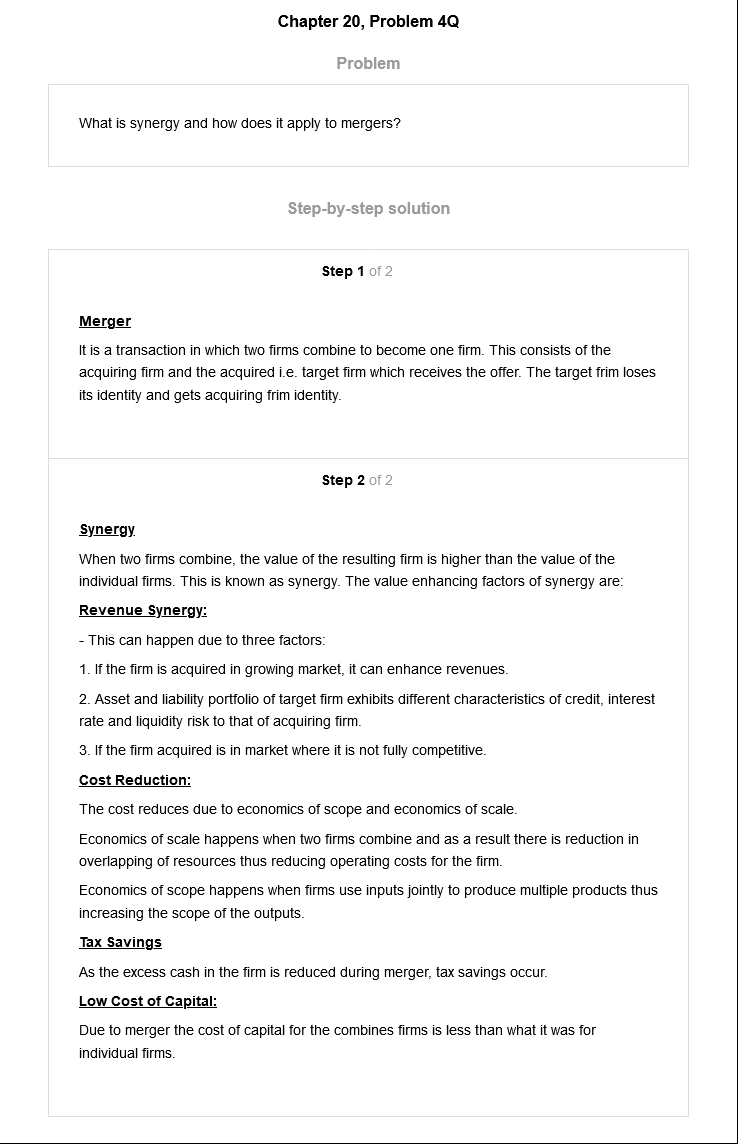 Chapter 20, Problem 4Q
Problem
What is synergy and how does it apply to mergers?
Step-by-step solution
Step 1 of 2
Merger
It is a transaction in which two firms combine to become one firm. This consists of the
acquiring firm and the acquired i.e. target firm which receives the offer. The target frim loses
its identity and gets acquiring frim identity.
Step 2 of 2
Synergy
When two firms combine, the value of the resulting firm is higher than the value of the
individual firms. This is known as synergy. The value enhancing factors of synergy are:
Revenue Synergy:
- This can happen due to three factors:
1. If the firm is acquired in growing market, it can enhance revenues.
2. Asset and liability portfolio of target firm exhibits different characteristics of credit, interest
rate and liquidity risk to that of acquiring firm.
3. If the firm acquired is in market where it is not fully competitive.
Cost Reduction:
The cost reduces due to economics of scope and economics of scale.
Economics of scale happens when two firms combine and as a result there is reduction in
overlapping of resources thus reducing operating costs for the firm.
Economics of scope happens when firms use inputs jointly to produce multiple products thus
increasing the scope of the outputs.
Tax Savings
As the excess cash in the firm is reduced during merger, tax savings occur.
Low Cost of Capital:
Due to merger the cost of capital for the combines firms is less than what it was for
individual firms.